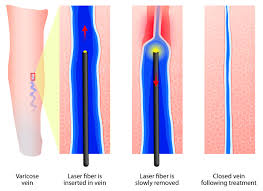 Varicose
vein
Laser fiber is
inserted in vein
Laser fiber is
slowly removed
Closed vein
following treatment